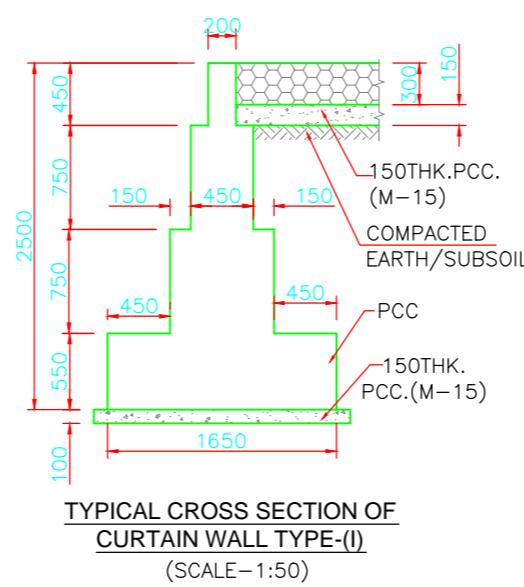 200
450
300
150
150THK.PCC.
(M-15)
750
150
450
150
2500
COMPACTED
EARTH/SUBSOIL
750
450
450
PCC
550
150THK.
PCC.(M-15)
100
1650
TYPICAL CROSS SECTION OF
CURTAIN WALL TYPE-(I)
(SCALE-1:50)